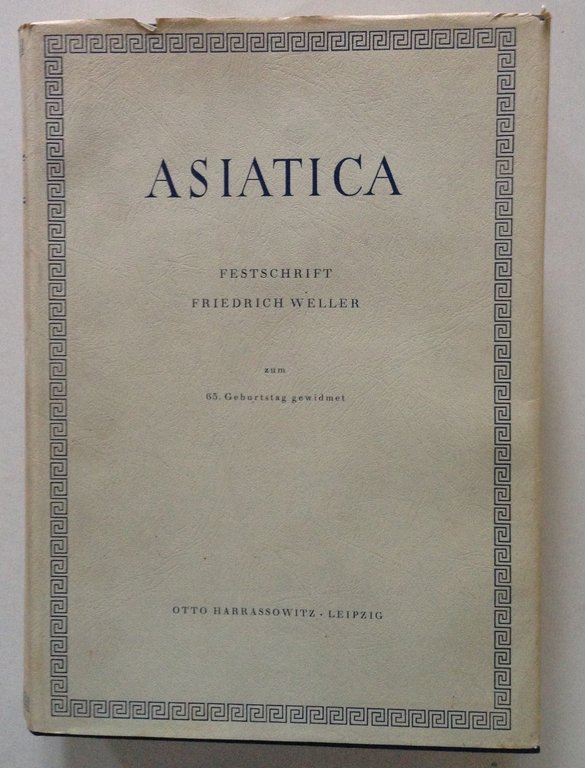 ASIATICA
FESTSCHRIFT
FRIEDRICH WELLER
zum
65. Geburtstag gewidmet
OTTO HARRASSOWITZ · LEIPZIG